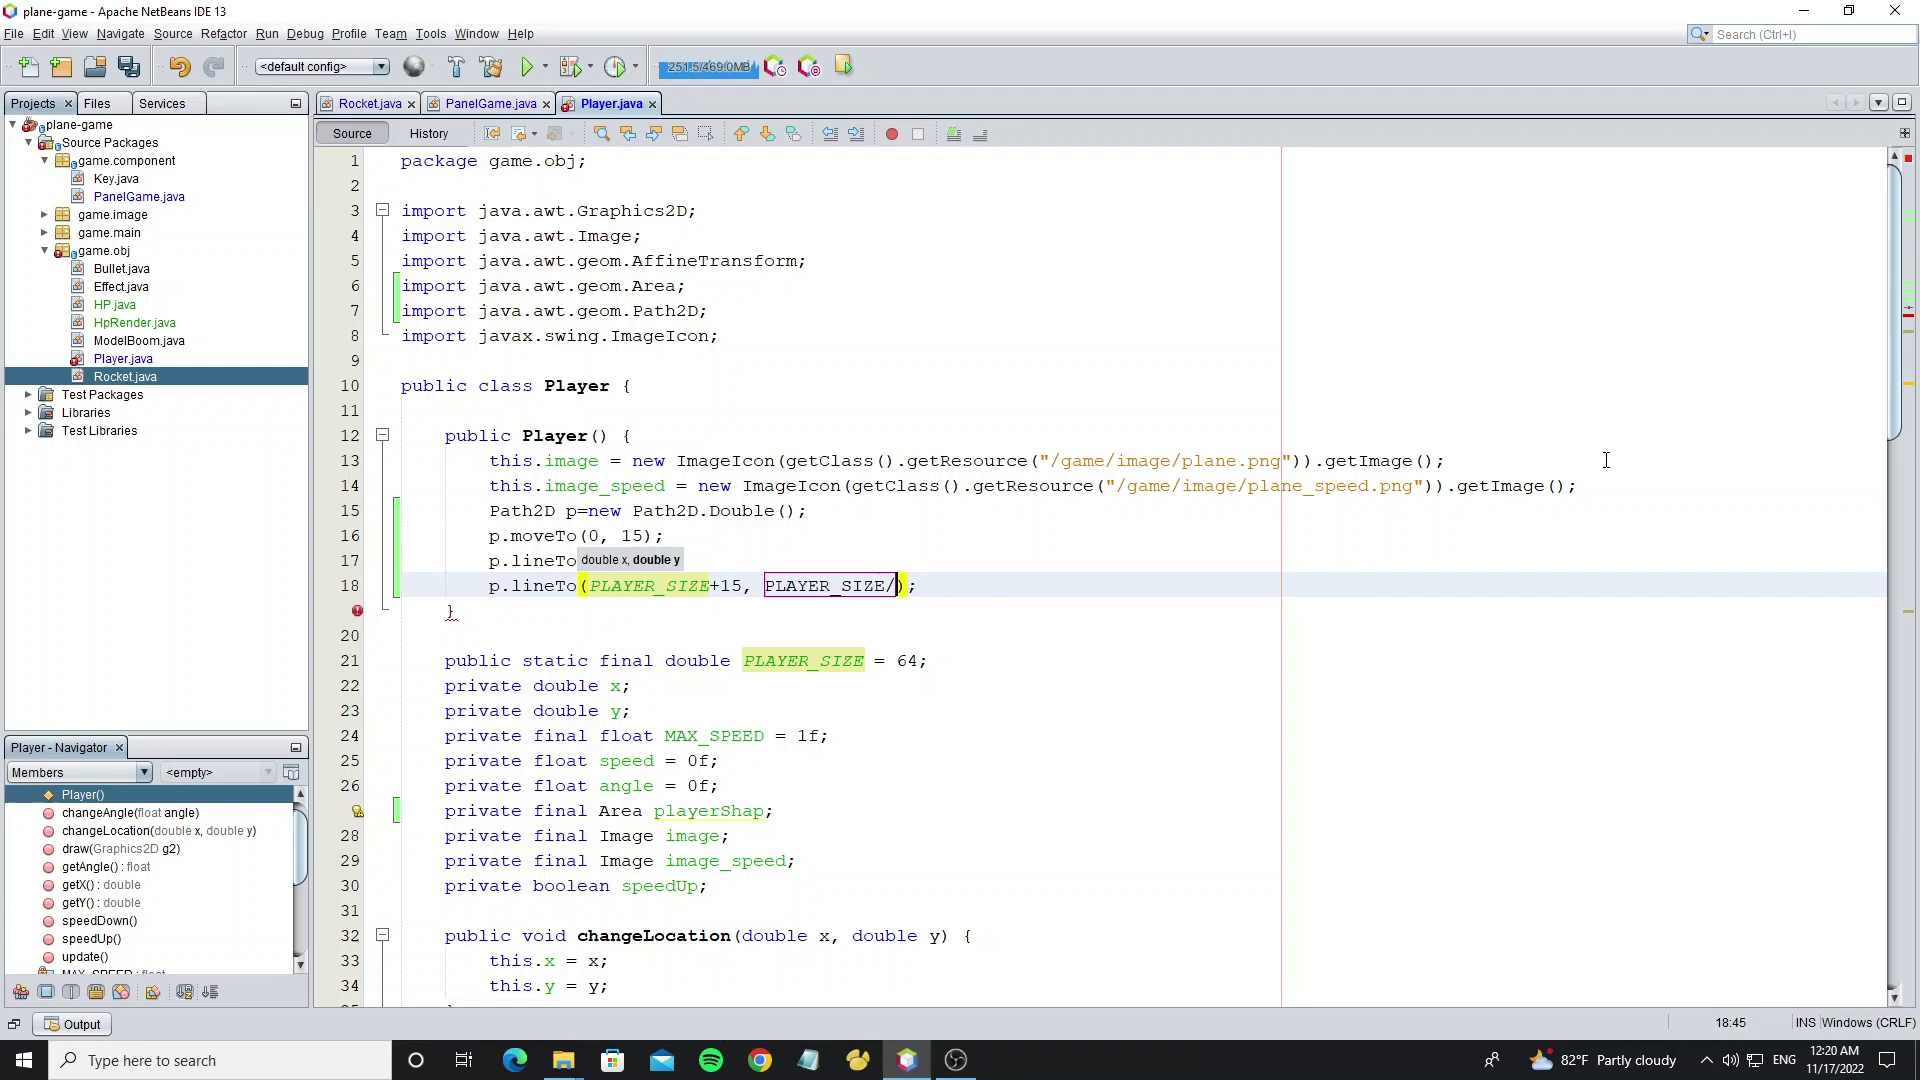 plane-game - Apache NetBeans IDE 13
File Edit View Navigate Source Refactor Run Debug Profile Team Tools Window Help
Search (Ctrl+I)
<default config>
251.5/469.0MB
Projects Files Services
Rocket.java PanelGame.java Player.java
Source History
plane-game
Source Packages
game.component
Key.java
PanelGame.java
game.image
game.main
game.obj
Bullet.java
Effect.java
HP.java
HpRender.java
ModelBoom.java
Player.java
Rocket.java
Test Packages
Libraries
Test Libraries
1 package game.obj;
2
3 import java.awt.Graphics2D;
4 import java.awt.Image;
5 import java.awt.geom.AffineTransform;
6 import java.awt.geom.Area;
7 import java.awt.geom.Path2D;
8 import javax.swing.ImageIcon;
9
10 public class Player {
11
12 public Player() {
13 this.image = new ImageIcon(getClass().getResource("/game/image/plane.png")).getImage();
14 this.image_speed = new ImageIcon(getClass().getResource("/game/image/plane_speed.png")).getImage();
15 Path2D p=new Path2D.Double();
16 p.moveTo(0, 15);
17 p.lineTo
double x, double y
18 p.lineTo(PLAYER_SIZE+15, PLAYER_SIZE/);
}
20
21 public static final double PLAYER_SIZE = 64;
22 private double x;
23 private double y;
24 private final float MAX_SPEED = 1f;
25 private float speed = 0f;
26 private float angle = 0f;
private final Area playerShap;
28 private final Image image;
29 private final Image image_speed;
30 private boolean speedUp;
31
32 public void changeLocation(double x, double y) {
33 this.x = x;
34 this.y = y;
Player - Navigator
Members <empty>
Player()
changeAngle(float angle)
changeLocation(double x, double y)
draw(Graphics2D g2)
getAngle() : float
getX() : double
getY() : double
speedDown()
speedUp()
update()
MAX_SPEED : float
Output
18:45 INS Windows (CRLF)
Type here to search
82°F Partly cloudy
ENG
12:20 AM
11/17/2022